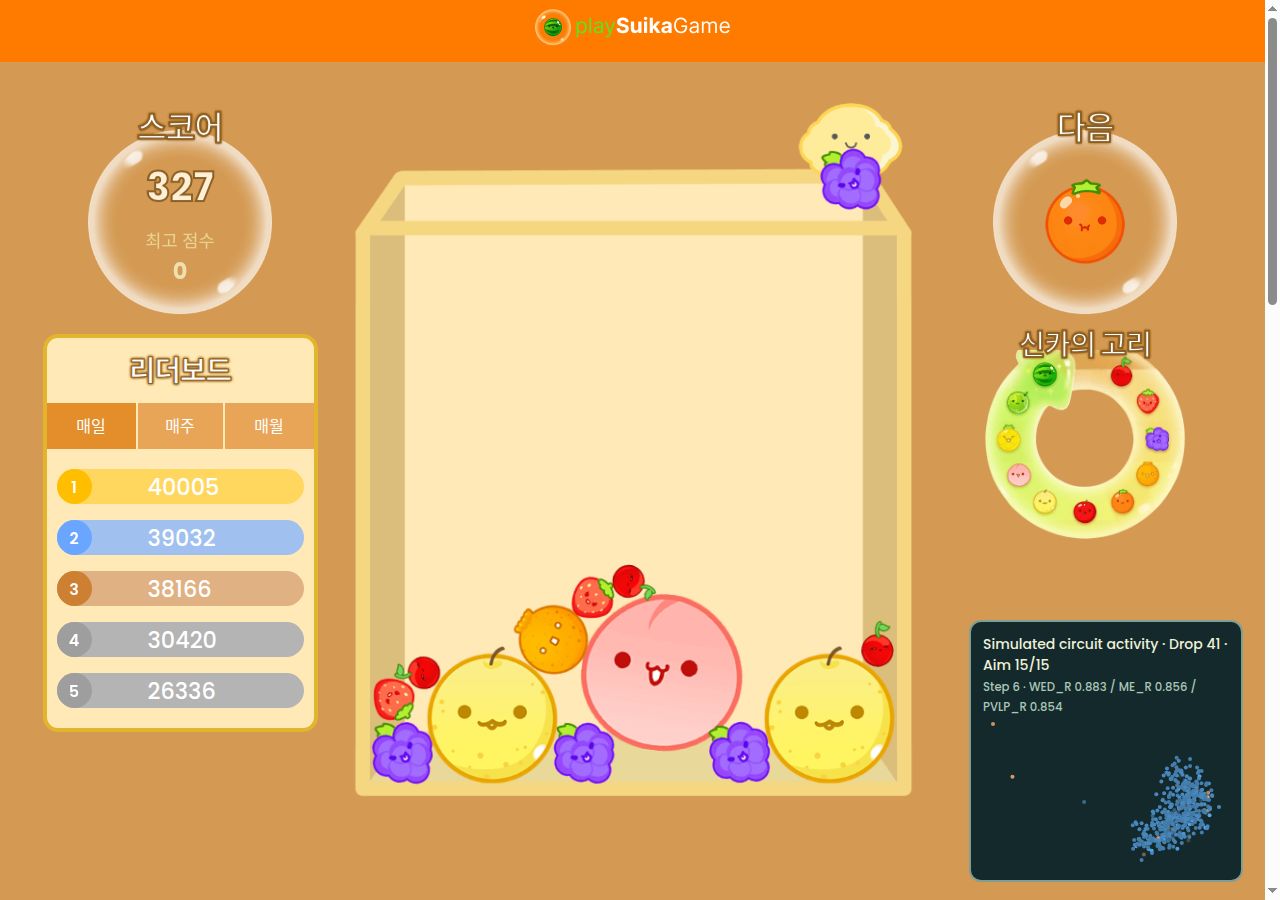 playSuikaGame
스코어
327
최고 점수
0
다음
신카의 고리
리더보드
매일 매주 매월
1 40005
2 39032
3 38166
4 30420
5 26336
Simulated circuit activity · Drop 41 ·
Aim 15/15
Step 6 · WED_R 0.883 / ME_R 0.856 /
PVLP_R 0.854